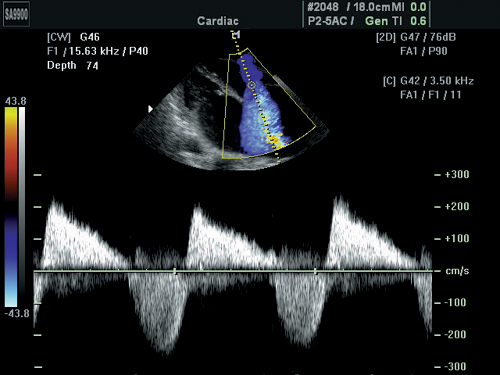 SA9900
Cardiac
#2048 / 18.0cm MI 0.0
P2-5AC / Gen TI 0.6
[CW] G46
F1 / 15.63 kHz / P40
Depth 74
[2D] G47 / 76dB
FA1 / P90
[C] G42 / 3.50 kHz
FA1 / F1 / 11
M
43.8
-43.8
+300
+200
+100
cm/s
-100
-200
-300